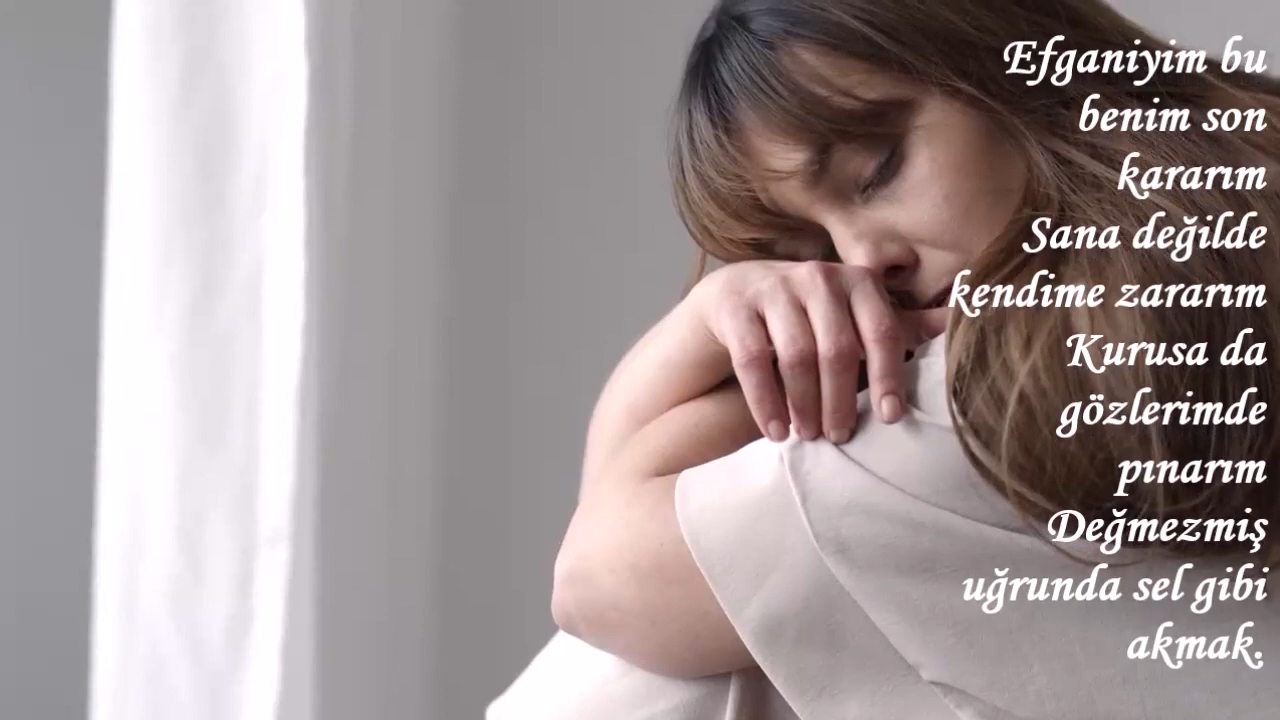 Efganiyim bu
benim son
kararım
Sana değilde
kendime zararım
Kurusa da
gözlerimde
pınarım
Değmezmiş
uğrunda sel gibi
akmak.